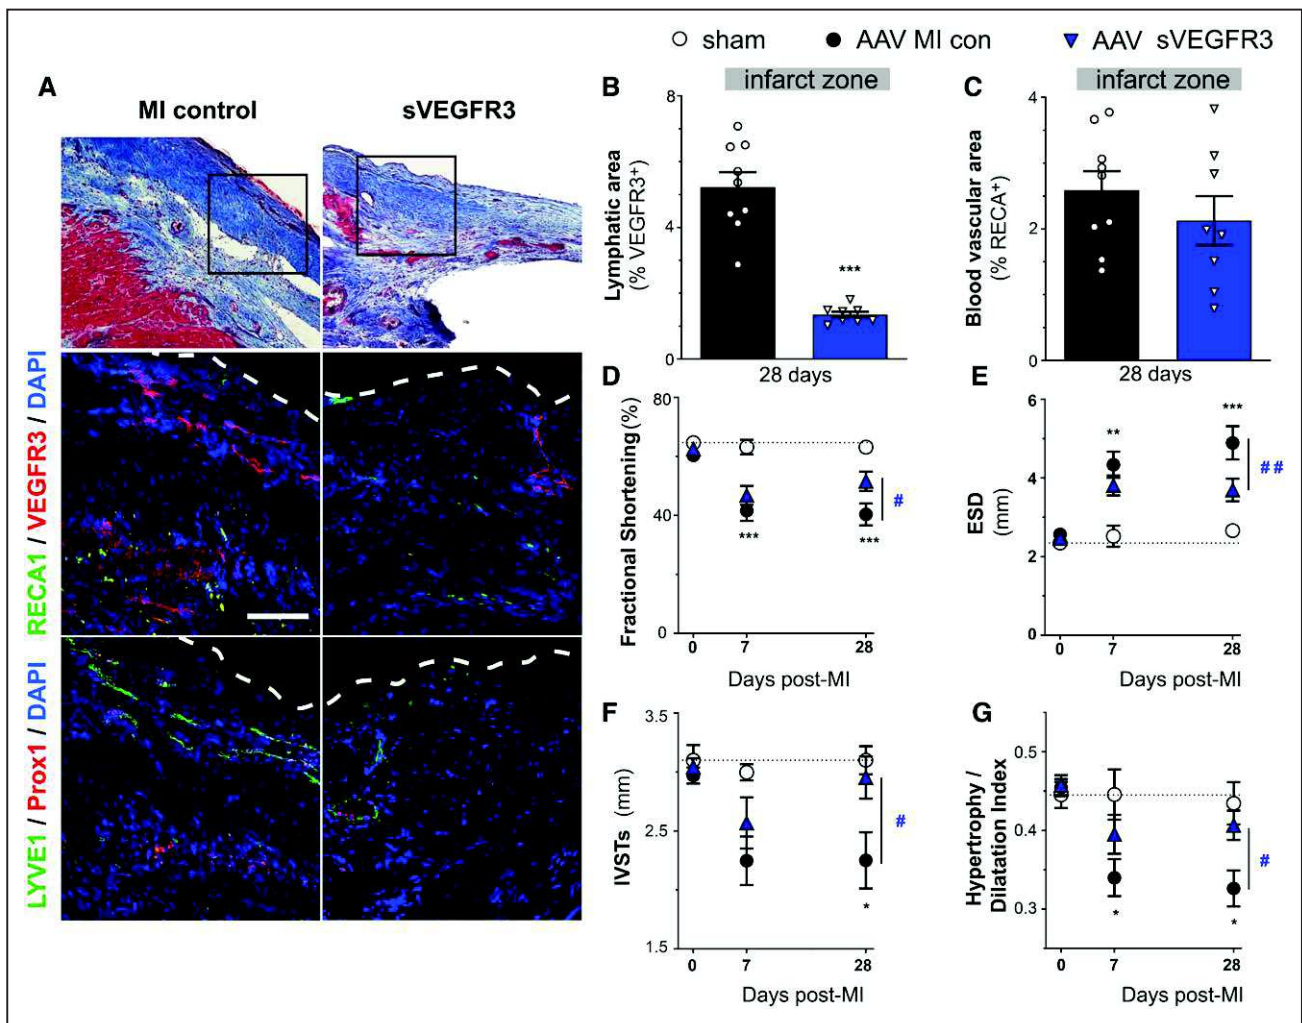 sham AAV MI con AAV sVEGFR3
A
MI control sVEGFR3
RECA1 / VEGFR3 / DAPI
LYVE1 / Prox1 / DAPI
B
infarct zone
Lymphatic area
(% VEGFR3+)
8
4
0
***
C
infarct zone
Blood vascular area
(% RECA+)
4
2
0
28 days
D
Fractional Shortening (%)
80
40
0
***
***
#
0 7 28
Days post-MI
E
ESD
(mm)
6
4
2
0
**
***
# #
0 7 28
Days post-MI
F
IVSTs (mm)
3.5
2.5
1.5
*
#
0 7 28
Days post-MI
G
Hypertrophy /
Dilatation Index
0.5
0.4
0.3
*
*
#
0 7 28
Days post-MI